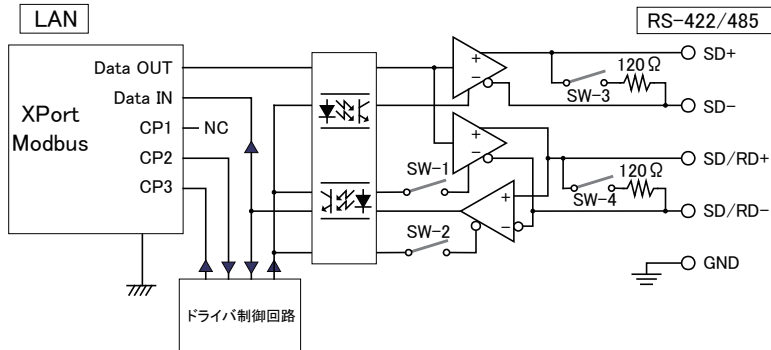 LAN
RS-422/485
XPort
Modbus
Data OUT
Data IN
CP1
NC
CP2
CP3
+
−
SW-3
120Ω
SD+
SD-
SW-1
+
−
SW-4
120Ω
SD/RD+
SD/RD-
SW-2
+
−
GND
ドライバ制御回路